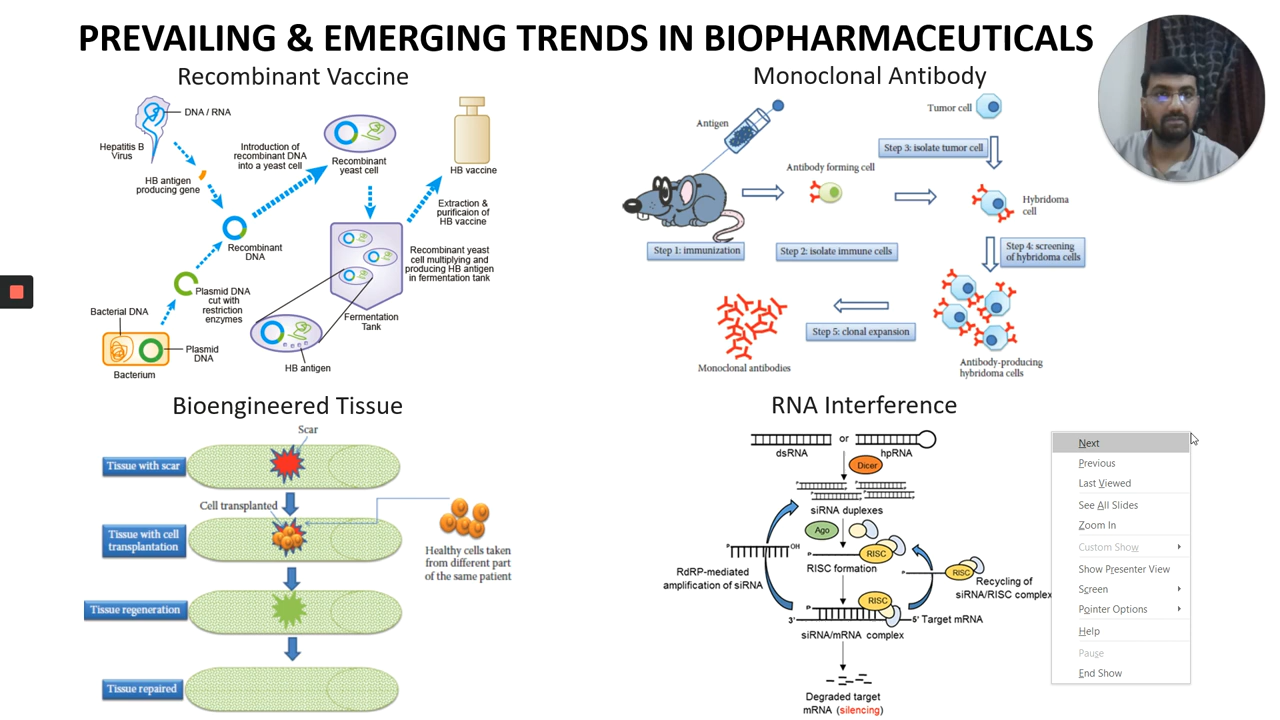 PREVAILING & EMERGING TRENDS IN BIOPHARMACEUTICALS
Recombinant Vaccine
DNA / RNA
Hepatitis B
Virus
HB antigen
producing gene
Introduction of
recombinant DNA
into a yeast cell
Recombinant
yeast cell
HB vaccine
Extraction &
purificaion of
HB vaccine
Recombinant
DNA
Recombinant yeast
cell multiplying and
producing HB antigen
in fermentation tank
Plasmid DNA
cut with
restriction
enzymes
Fermentation
Tank
Bacterial DNA
Plasmid
DNA
Bacterium
HB antigen
Monoclonal Antibody
Antigen
Tumor cell
Step 3: isolate tumor cell
Antibody forming cell
Hybridoma
cell
Step 1: immunization
Step 2: isolate immune cells
Step 4: screening
of hybridoma cells
Step 5: clonal expansion
Monoclonal antibodies
Antibody-producing
hybridoma cells
Bioengineered Tissue
Scar
Tissue with scar
Cell transplanted
Tissue with cell
transplantation
Healthy cells taken
from different part
of the same patient
Tissue regeneration
Tissue repaired
RNA Interference
or
dsRNA
hpRNA
Dicer
P
P
P
siRNA duplexes
Ago
P
OH
P
RISC
RISC formation
RdRP-mediated
amplification of siRNA
P
RISC
Recycling of
siRNA/RISC complex
RISC
3'
5' Target mRNA
siRNA/mRNA complex
Degraded target
mRNA (silencing)
Next
Previous
Last Viewed
See All Slides
Zoom In
Custom Show
Show Presenter View
Screen
Pointer Options
Help
Pause
End Show